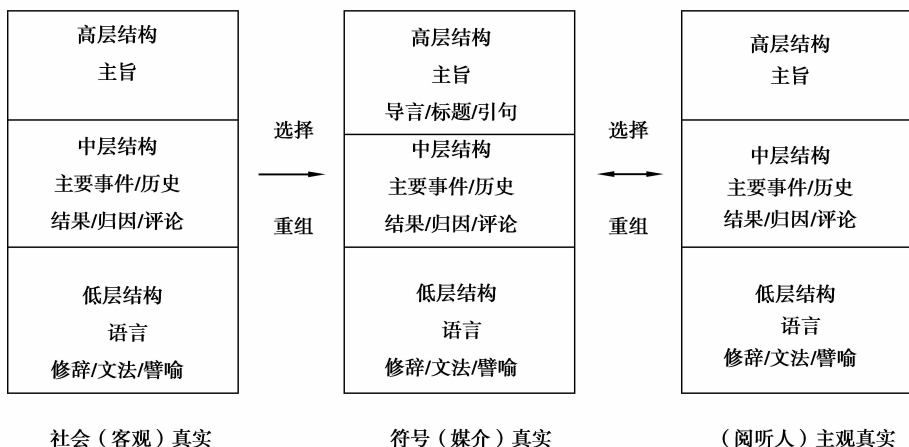 高层结构
主旨
中层结构
主要事件/历史
结果/归因/评论
低层结构
语言
修辞/文法/譬喻
社会（客观）真实
选择
重组
高层结构
主旨
导言/标题/引句
中层结构
主要事件/历史
结果/归因/评论
低层结构
语言
修辞/文法/譬喻
符号（媒介）真实
选择
重组
高层结构
主旨
中层结构
主要事件/历史
结果/归因/评论
低层结构
语言
修辞/文法/譬喻
（阅听人）主观真实